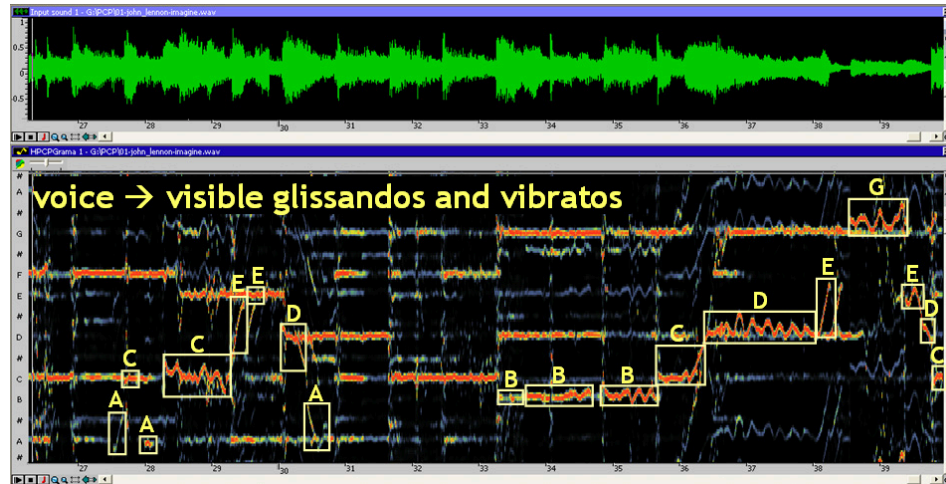 Input sound 1 - G:\PCP\01-john_lennon-imagine.wav
1
0.5
0
-0.5
27 28 29 30 31 32 33 34 35 36 37 38 39
HPCPGrama 1 - G:\PCP\01-john_lennon-imagine.wav
#
voice → visible glissandos and vibratos
A
G
#
G
#
F
E E E E E
#
D D D D
#
C C C C C
B B B B
#
A A A
A
#
27 28 29 30 31 32 33 34 35 36 37 38 39